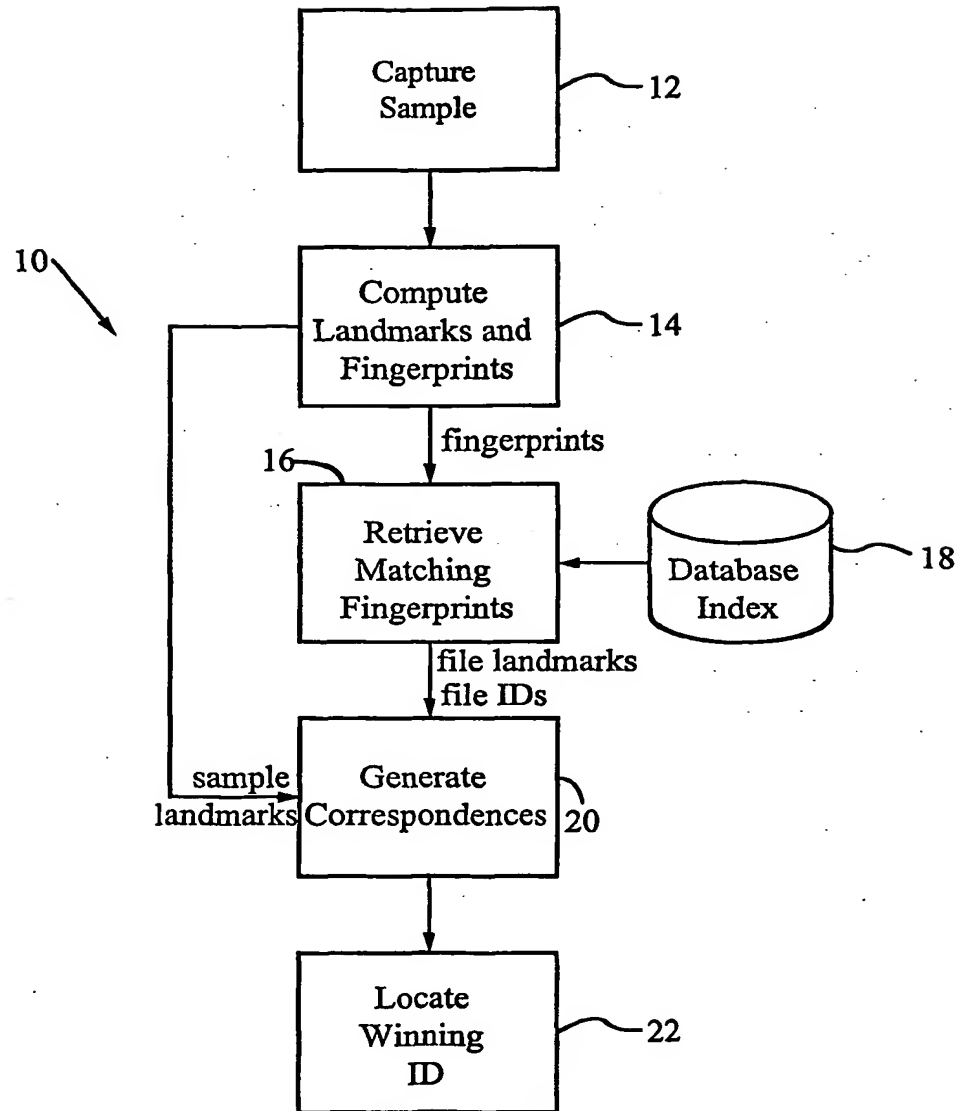 Capture
Sample
12
10
Compute
Landmarks and
Fingerprints
14
fingerprints
16
Retrieve
Matching
Fingerprints
Database
Index
18
file landmarks
file IDs
sample
landmarks
Generate
Correspondences
20
Locate
Winning
ID
22